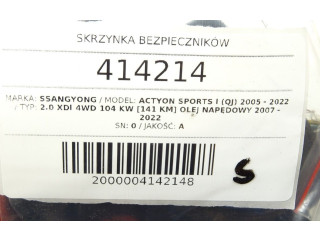 SKRZYNKA BEZPIECZNIKÓW
414214
MARKA: SSANGYONG / MODEL: ACTYON SPORTS I (QJ) 2005 - 2022
/ TYP: 2.0 XDI 4WD 104 KW [141 KM] OLEJ NAPĘDOWY 2007 -
2022
SN: 0 / JAKOŚĆ: A
2000004142148
S